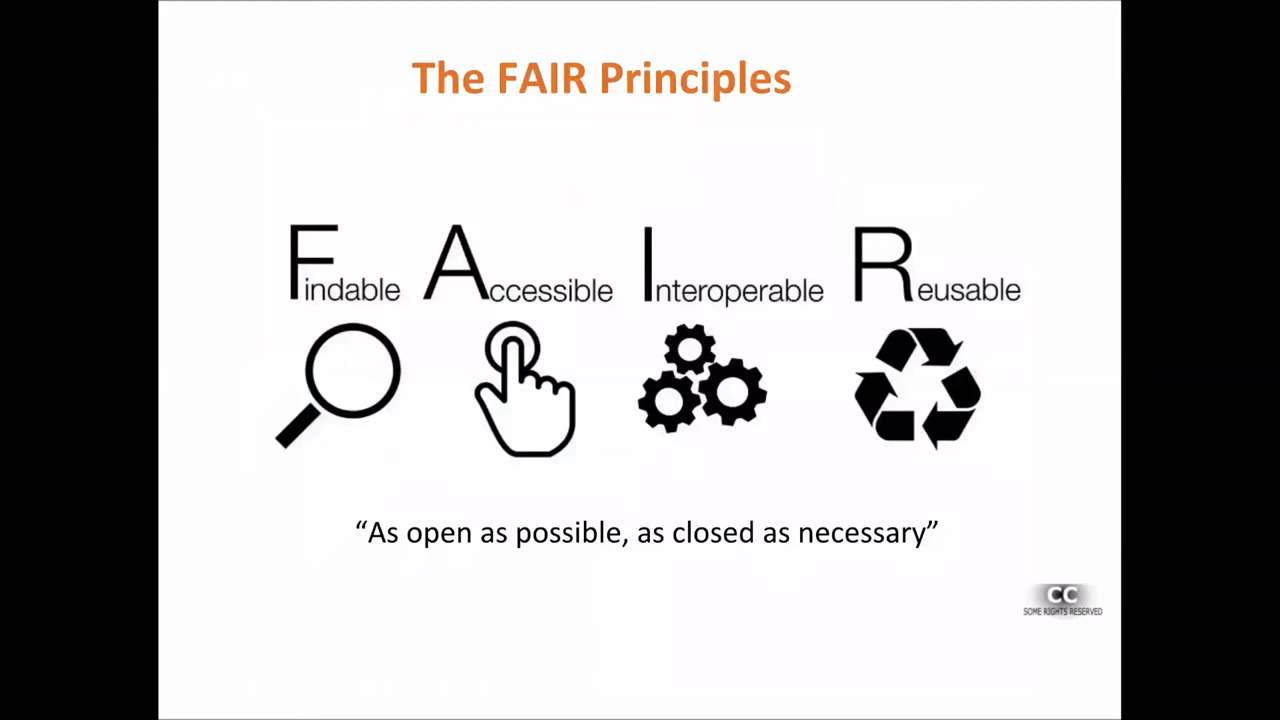 The FAIR Principles
Findable Accessible Interoperable Reusable
“As open as possible, as closed as necessary”
CC
SOME RIGHTS RESERVED